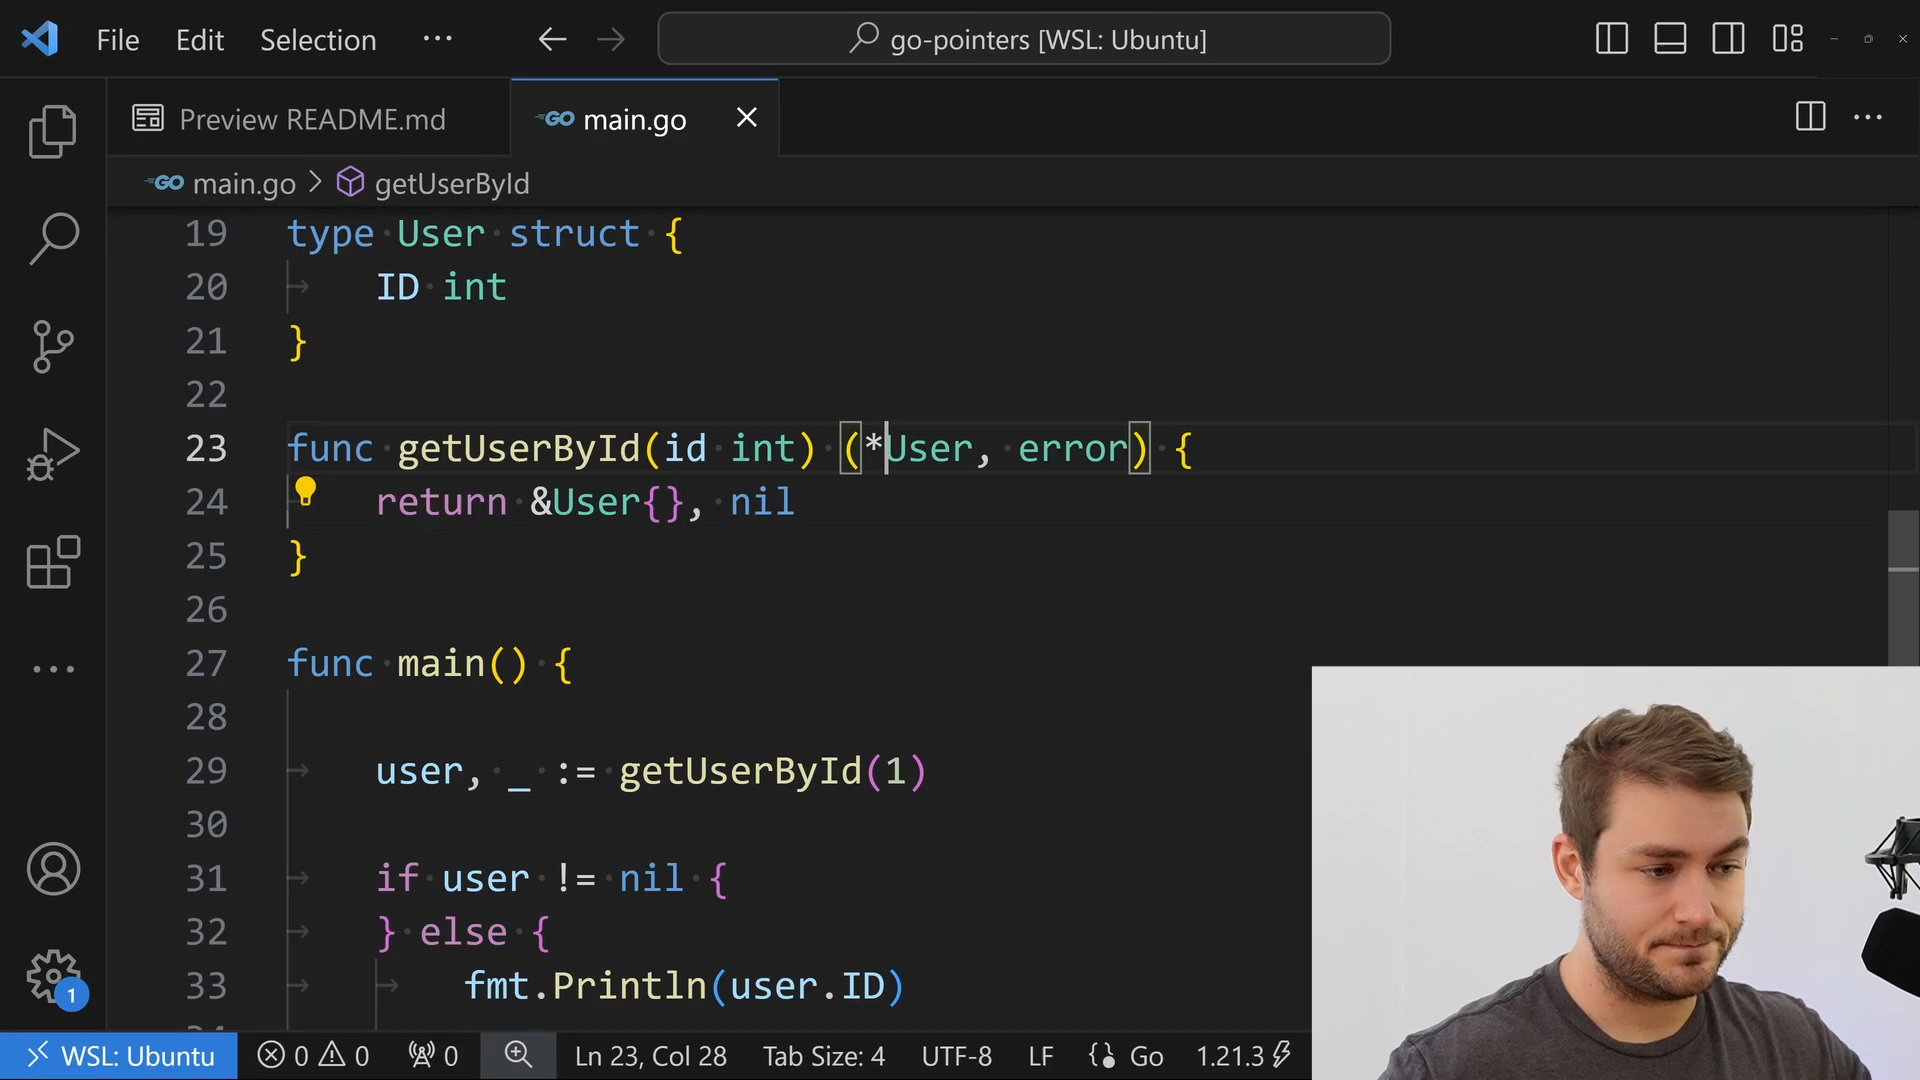 File Edit Selection ··· go-pointers [WSL: Ubuntu]
Preview README.md GO main.go
GO main.go > getUserById
19 type User struct {
20 ID int
21 }
22
23 func getUserById(id int) (*User, error) {
24 return &User{}, nil
25 }
26
27 func main() {
28
29 user, _ := getUserById(1)
30
31 if user != nil {
32 } else {
33 fmt.Println(user.ID)
1
WSL: Ubuntu 0 0 0 Ln 23, Col 28 Tab Size: 4 UTF-8 LF Go 1.21.3